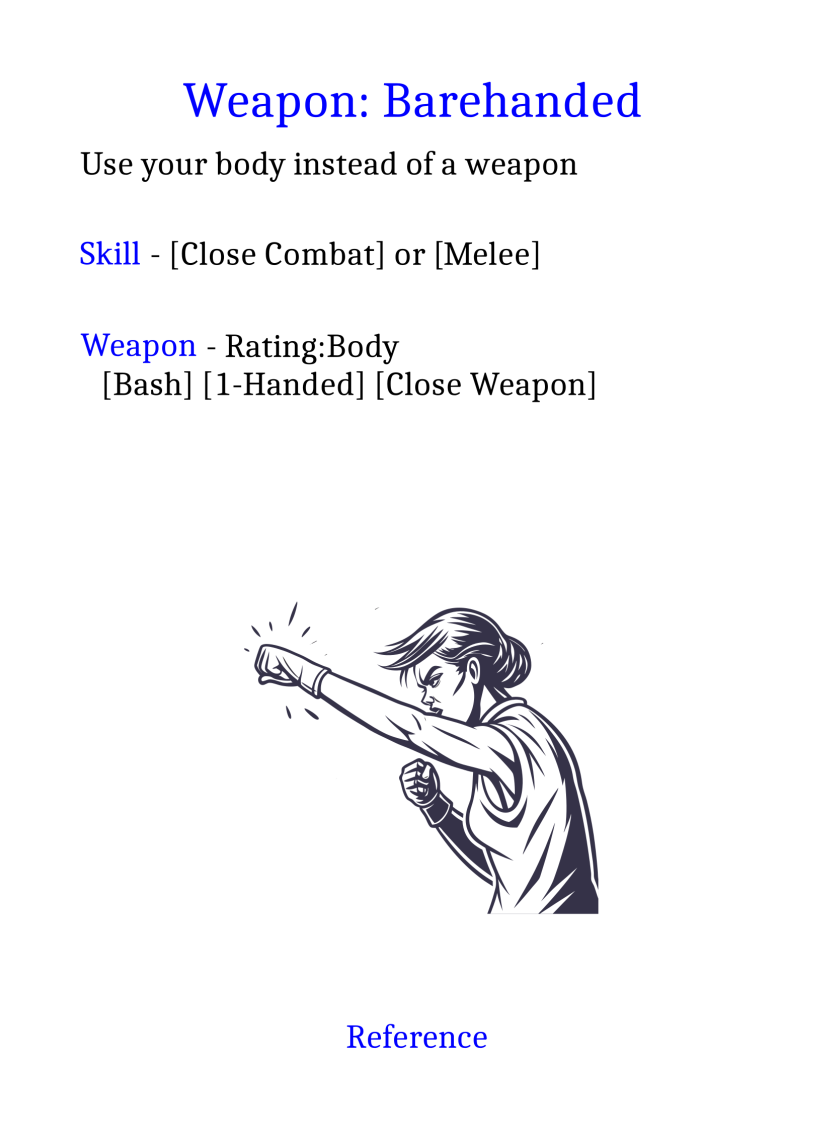 Weapon: Barehanded
Use your body instead of a weapon
Skill - [Close Combat] or [Melee]
Weapon - Rating:Body
[Bash] [1-Handed] [Close Weapon]
Reference